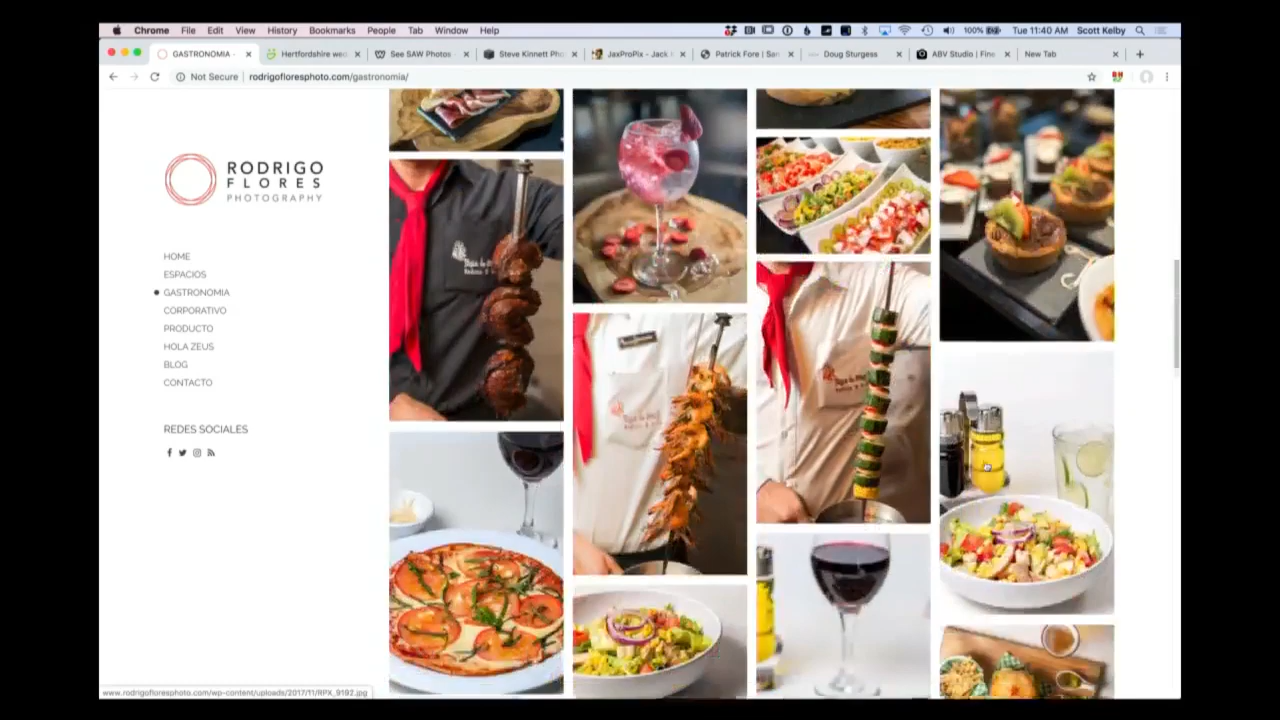 Chrome File Edit View History Bookmarks People Tab Window Help 100% Tue 11:40 AM Scott Kelby
GASTRONOMIA - Hertfordshire wed See SAW Photos - Steve Kinnett Pho JaxProPix - Jack Patrick Fore | San Doug Sturgess ABV Studio | Fine New Tab
Not Secure rodrigofloresphoto.com/gastronomia/
RODRIGO
FLORES
PHOTOGRAPHY
HOME
ESPACIOS
GASTRONOMIA
CORPORATIVO
PRODUCTO
HOLA ZEUS
BLOG
CONTACTO
REDES SOCIALES
www.rodrigofloresphoto.com/wp-content/uploads/2017/11/RPX_9192.jpg